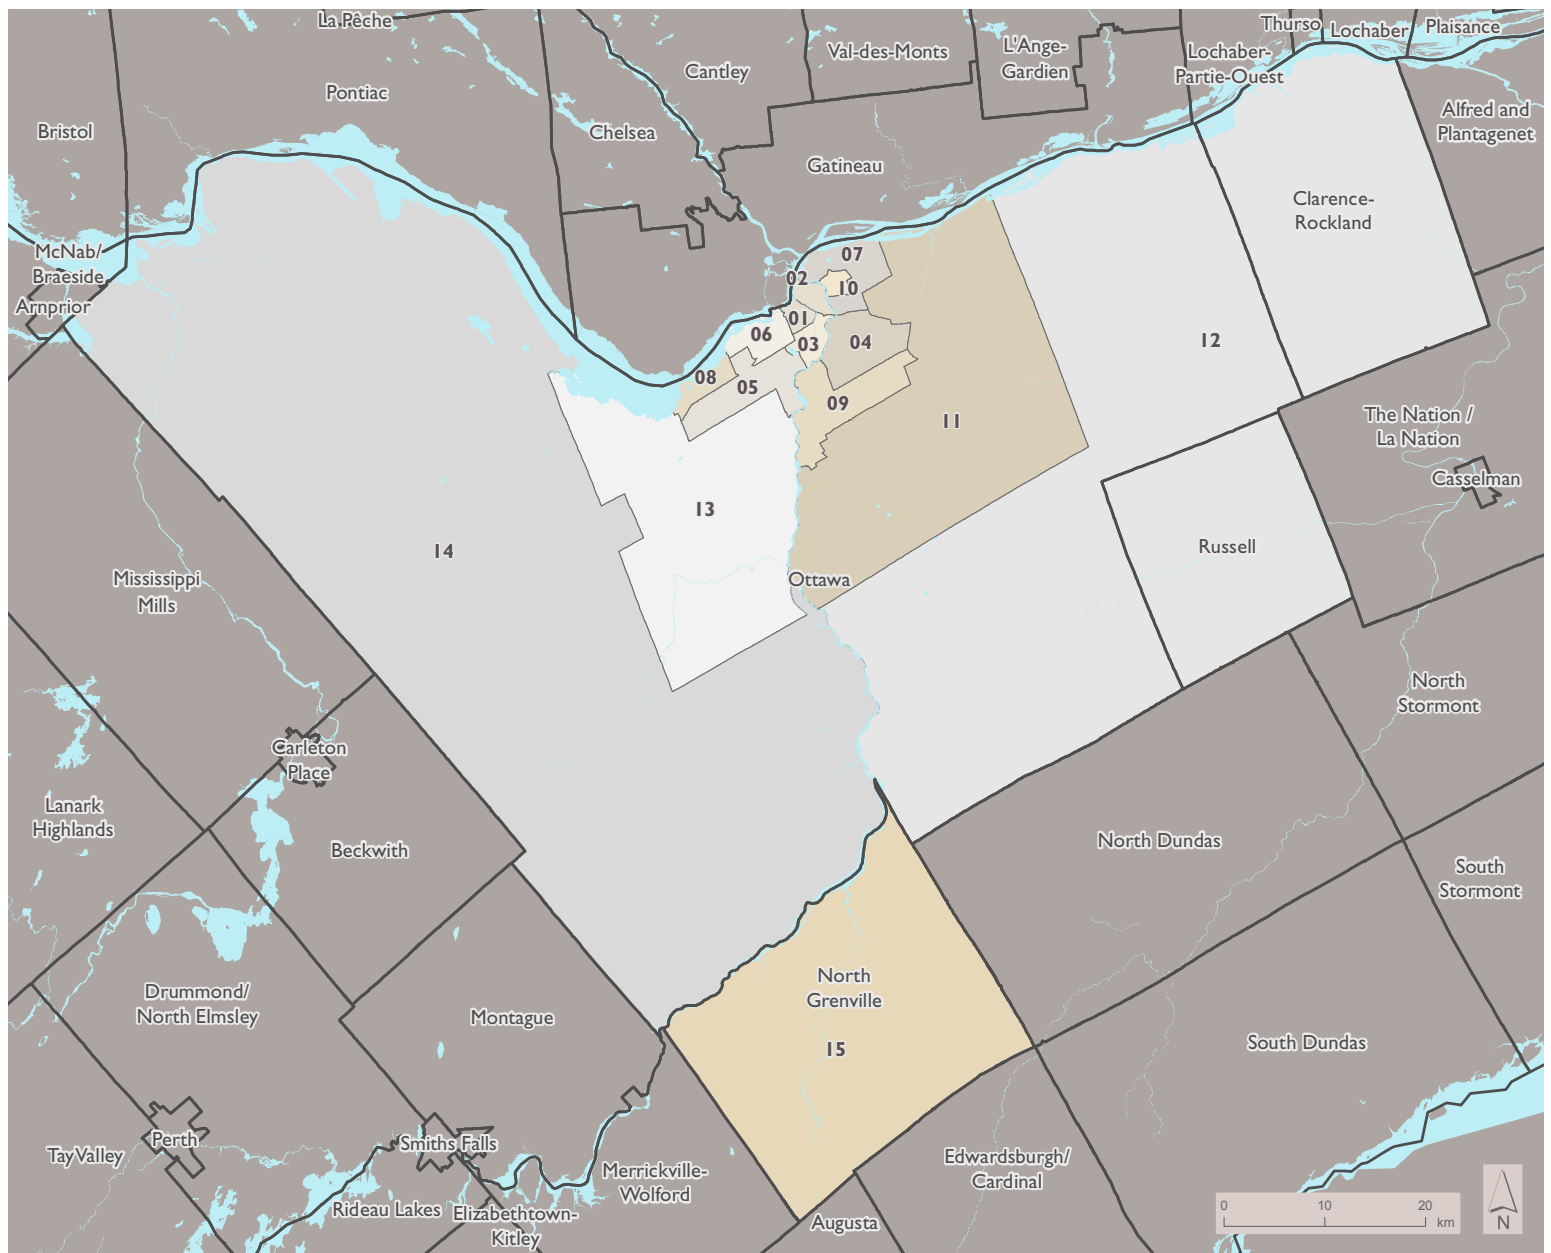 La Pêche
Thurso
Lochaber
Plaisance
Val-des-Monts
L'Ange-
Gardien
Lochaber-
Partie-Ouest
Cantley
Pontiac
Bristol
Chelsea
Alfred and
Plantagenet
Gatineau
Clarence-
Rockland
McNab/
Braeside
Arnprior
07
02
10
01
06
03
04
12
08
05
09
11
The Nation /
La Nation
Casselman
13
14
Russell
Ottawa
Mississippi
Mills
North
Stormont
Carleton
Place
Lanark
Highlands
Beckwith
North Dundas
South
Stormont
North
Grenville
15
Drummond/
North Elmsley
Montague
South Dundas
Perth
Tay Valley
Smiths Falls
Merrickville-
Wolford
Edwardsburgh/
Cardinal
Rideau Lakes
Elizabethtown-
Kitley
Augusta
0 10 20
km
N